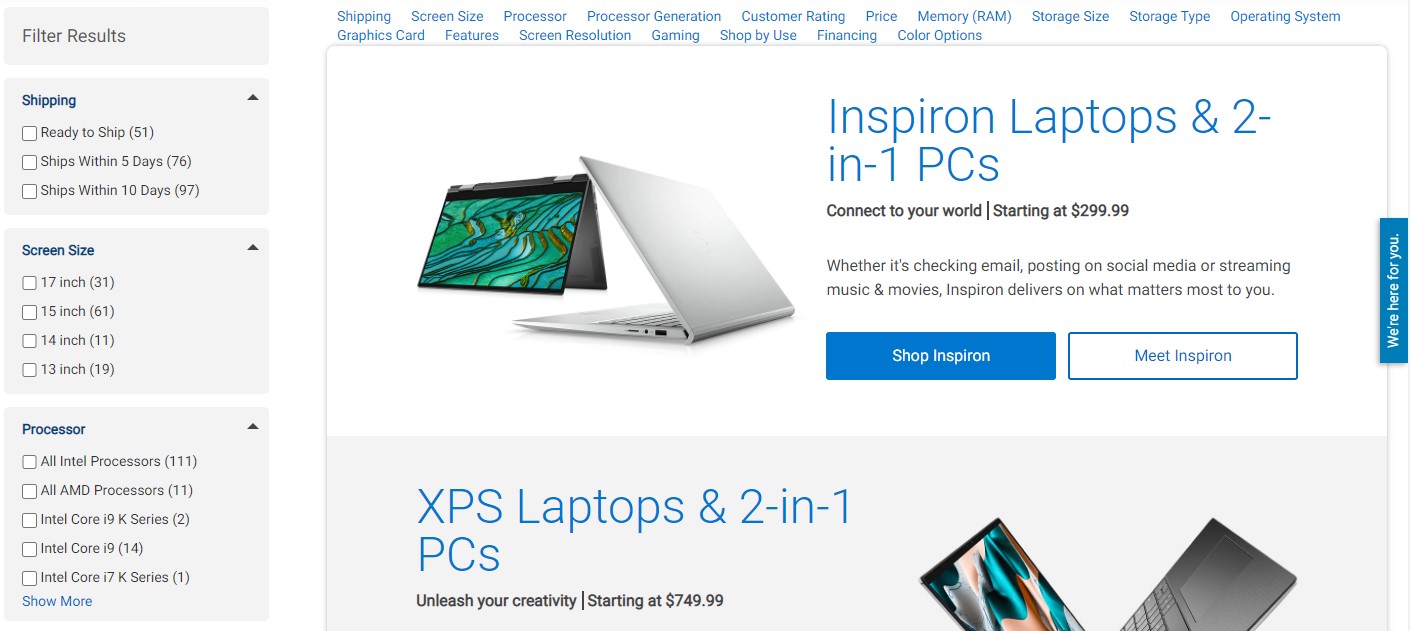 Filter Results
Shipping
Ready to Ship (51)
Ships Within 5 Days (76)
Ships Within 10 Days (97)
Screen Size
17 inch (31)
15 inch (61)
14 inch (11)
13 inch (19)
Processor
All Intel Processors (111)
All AMD Processors (11)
Intel Core i9 K Series (2)
Intel Core i9 (14)
Intel Core i7 K Series (1)
Show More
Shipping Screen Size Processor Processor Generation Customer Rating Price Memory (RAM) Storage Size Storage Type Operating System
Graphics Card Features Screen Resolution Gaming Shop by Use Financing Color Options
Inspiron Laptops & 2-
in-1 PCs
Connect to your world | Starting at $299.99
Whether it's checking email, posting on social media or streaming
music & movies, Inspiron delivers on what matters most to you.
Shop Inspiron
Meet Inspiron
XPS Laptops & 2-in-1
PCs
Unleash your creativity | Starting at $749.99
We're here for you.